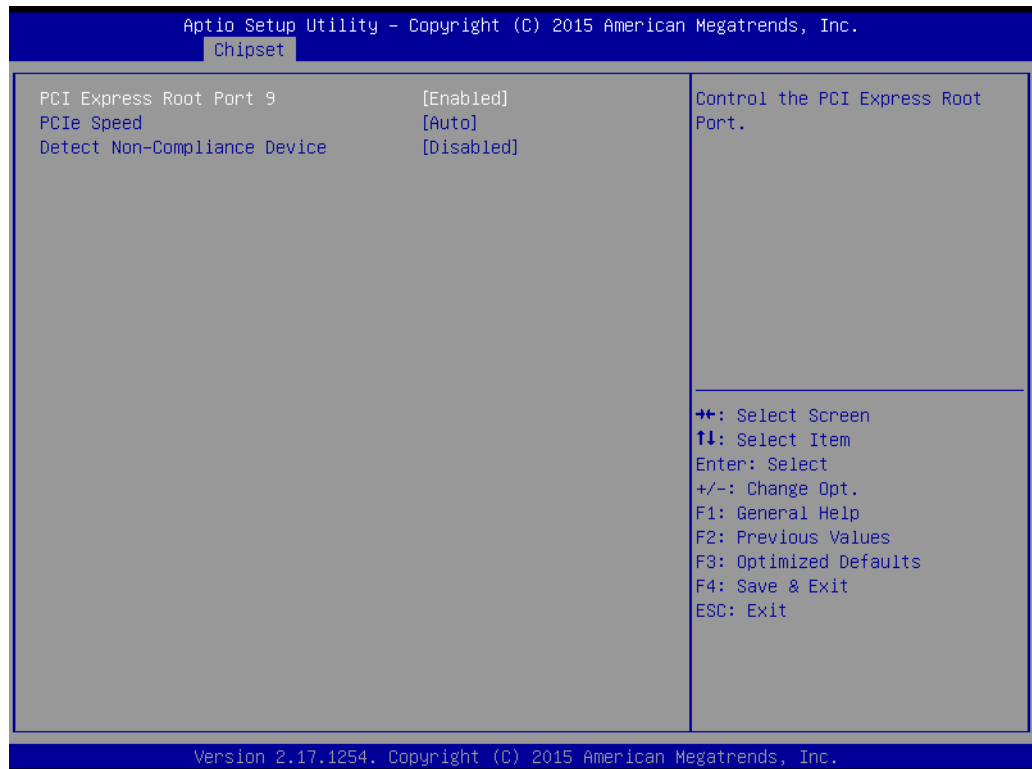 Aptio Setup Utility – Copyright (C) 2015 American Megatrends, Inc.
Chipset
PCI Express Root Port 9 [Enabled]
PCIe Speed [Auto]
Detect Non-Compliance Device [Disabled]
Control the PCI Express Root
Port.
→←: Select Screen
↑↓: Select Item
Enter: Select
+/-: Change Opt.
F1: General Help
F2: Previous Values
F3: Optimized Defaults
F4: Save & Exit
ESC: Exit
Version 2.17.1254. Copyright (C) 2015 American Megatrends, Inc.